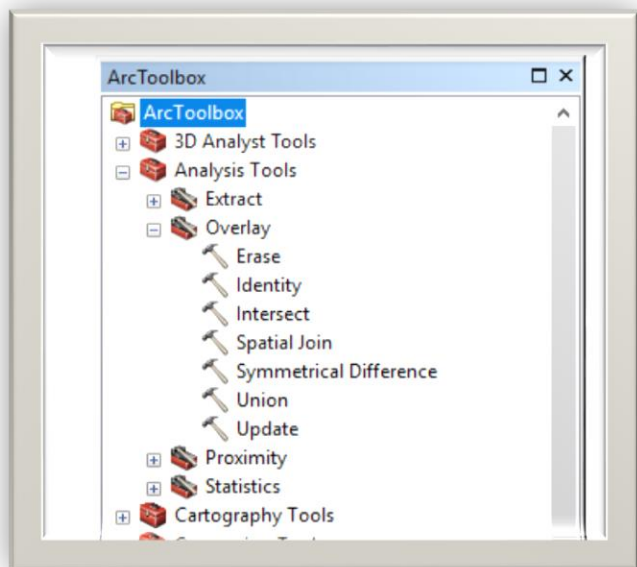 ArcToolbox
ArcToolbox
3D Analyst Tools
Analysis Tools
Extract
Overlay
Erase
Identity
Intersect
Spatial Join
Symmetrical Difference
Union
Update
Proximity
Statistics
Cartography Tools